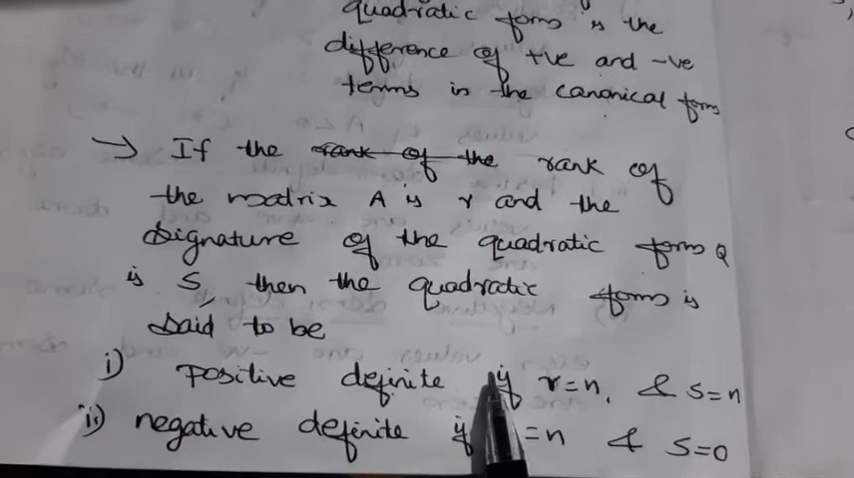 quadratic form is the
difference of +ve and -ve
terms in the canonical form
→ If the rank of the rank of
the matrix A is r and the
signature of the quadratic form Q
is S, then the quadratic form is
said to be
i) positive definite if r=n, & s=n
ii) negative definite if =n & s=0